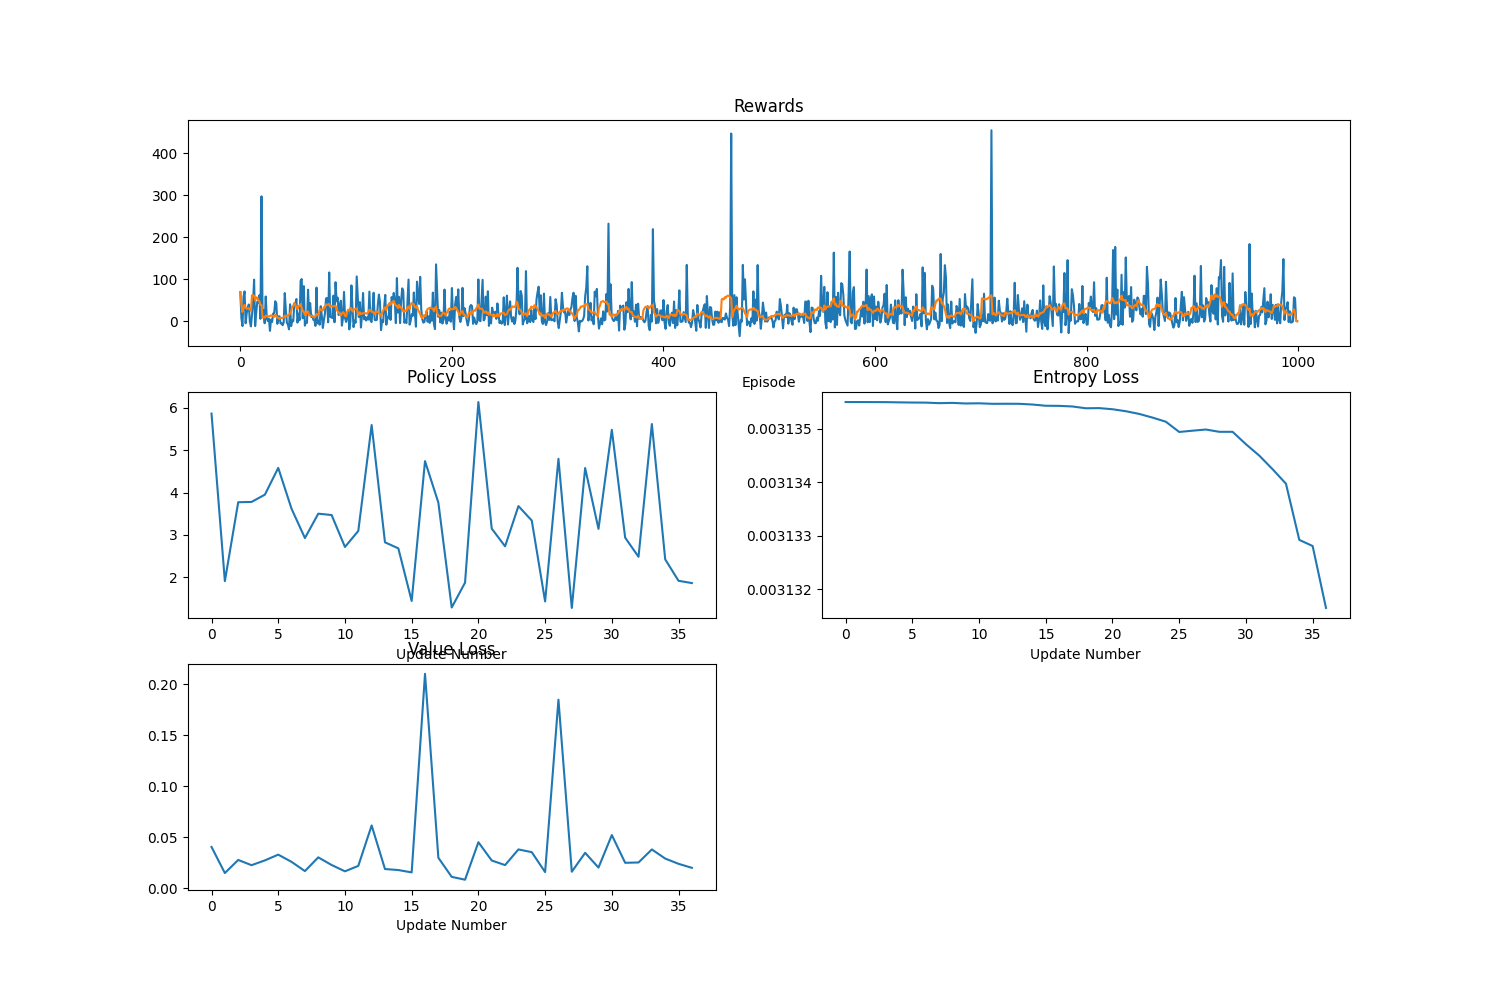 Rewards
400
300
200
100
0
0 200 400 600 800 1000
Episode
Policy Loss
6
5
4
3
2
0 5 10 15 20 25 30 35
Update Number
Entropy Loss
0.003135
0.003134
0.003133
0.003132
0 5 10 15 20 25 30 35
Update Number
Value Loss
0.20
0.15
0.10
0.05
0.00
0 5 10 15 20 25 30 35
Update Number